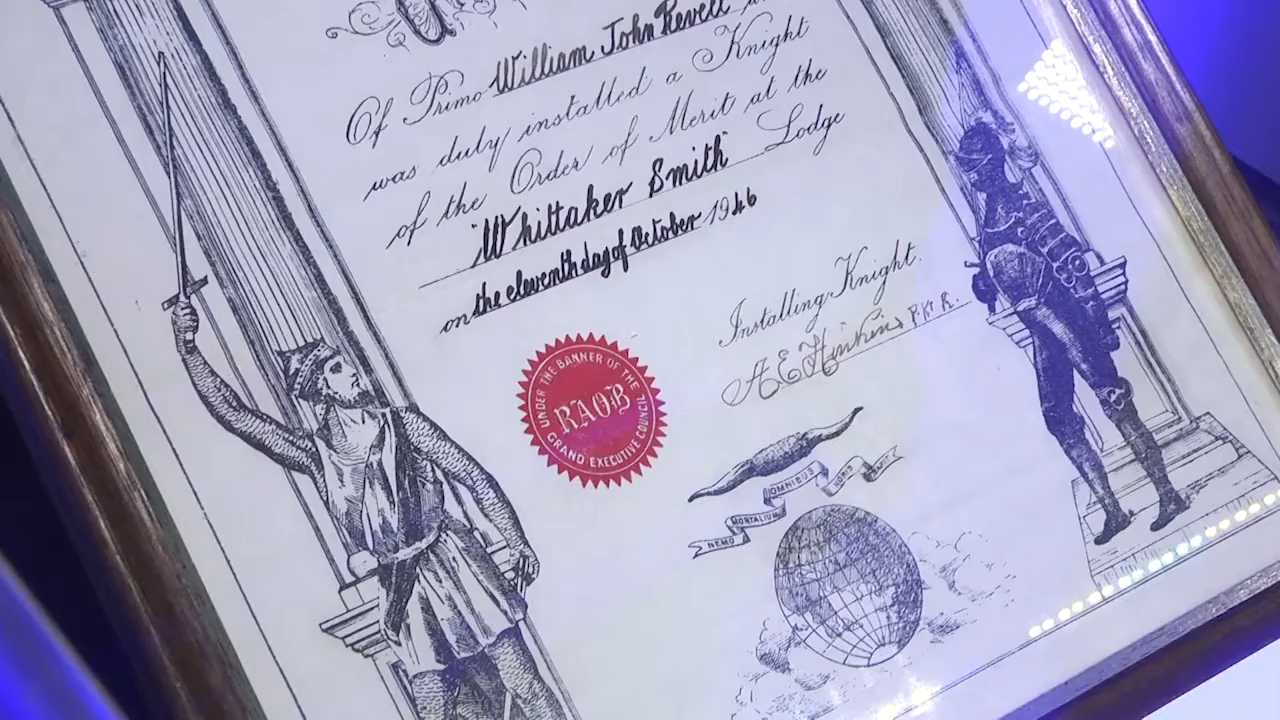 Of Primo William John Revell
was duly installed a Knight
of the Order of Merit at the
"Whittaker Smith" Lodge
on the eleventh day of October 1946
Installing Knight.
A E Hinkins
UNDER THE BANNER OF THE
RAOB
GRAND EXECUTIVE COUNCIL
NEMO MORTALIUM OMNIBUS HORIS